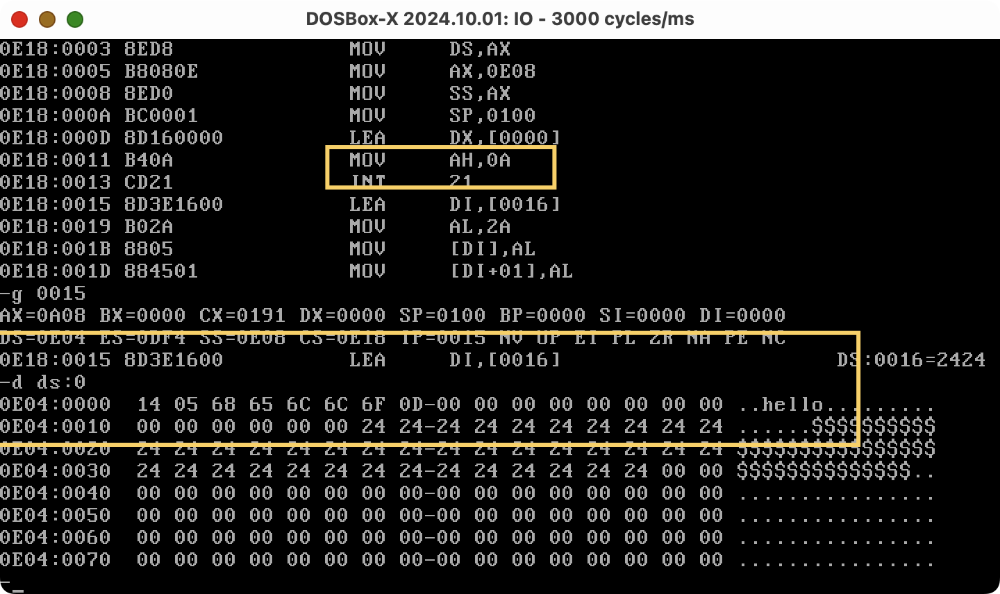 DOSBox-X 2024.10.01: IO - 3000 cycles/ms
0E18:0003 8ED8 MOV DS,AX
0E18:0005 B8080E MOV AX,0E08
0E18:0008 8ED0 MOV SS,AX
0E18:000A BC0001 MOV SP,0100
0E18:000D 8D160000 LEA DX,[0000]
0E18:0011 B40A MOV AH,0A
0E18:0013 CD21 INT 21
0E18:0015 8D3E1600 LEA DI,[0016]
0E18:0019 B02A MOV AL,2A
0E18:001B 8805 MOV [DI],AL
0E18:001D 884501 MOV [DI+01],AL
-g 0015
AX=0A08 BX=0000 CX=0191 DX=0000 SP=0100 BP=0000 SI=0000 DI=0000
DS=0E04 ES=0DF4 SS=0E08 CS=0E18 IP=0015 NV UP EI PL ZR NA PE NC
0E18:0015 8D3E1600 LEA DI,[0016] DS:0016=2424
-d ds:0
0E04:0000 14 05 68 65 6C 6C 6F 0D-00 00 00 00 00 00 00 00 ..hello.........
0E04:0010 00 00 00 00 00 00 24 24-24 24 24 24 24 24 24 24 ......$$$$$$$$$$
0E04:0020 24 24 24 24 24 24 24 24-24 24 24 24 24 24 24 24 $$$$$$$$$$$$$$$$
0E04:0030 24 24 24 24 24 24 24 24-24 24 24 24 24 24 00 00 $$$$$$$$$$$$$$..
0E04:0040 00 00 00 00 00 00 00 00-00 00 00 00 00 00 00 00 ................
0E04:0050 00 00 00 00 00 00 00 00-00 00 00 00 00 00 00 00 ................
0E04:0060 00 00 00 00 00 00 00 00-00 00 00 00 00 00 00 00 ................
0E04:0070 00 00 00 00 00 00 00 00-00 00 00 00 00 00 00 00 ................
-_